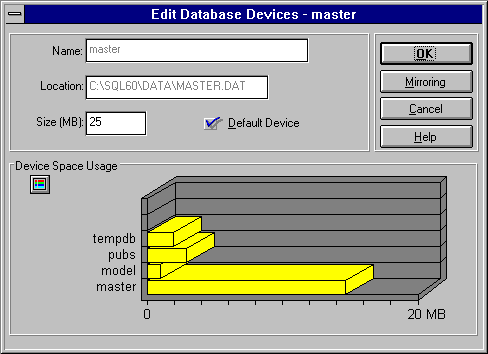 Edit Database Devices - master
Name: master
OK
Location: C:\SQL60\DATA\MASTER.DAT
Mirroring
Size (MB): 25
Default Device
Cancel
Help
Device Space Usage
tempdb
pubs
model
master
0 20 MB